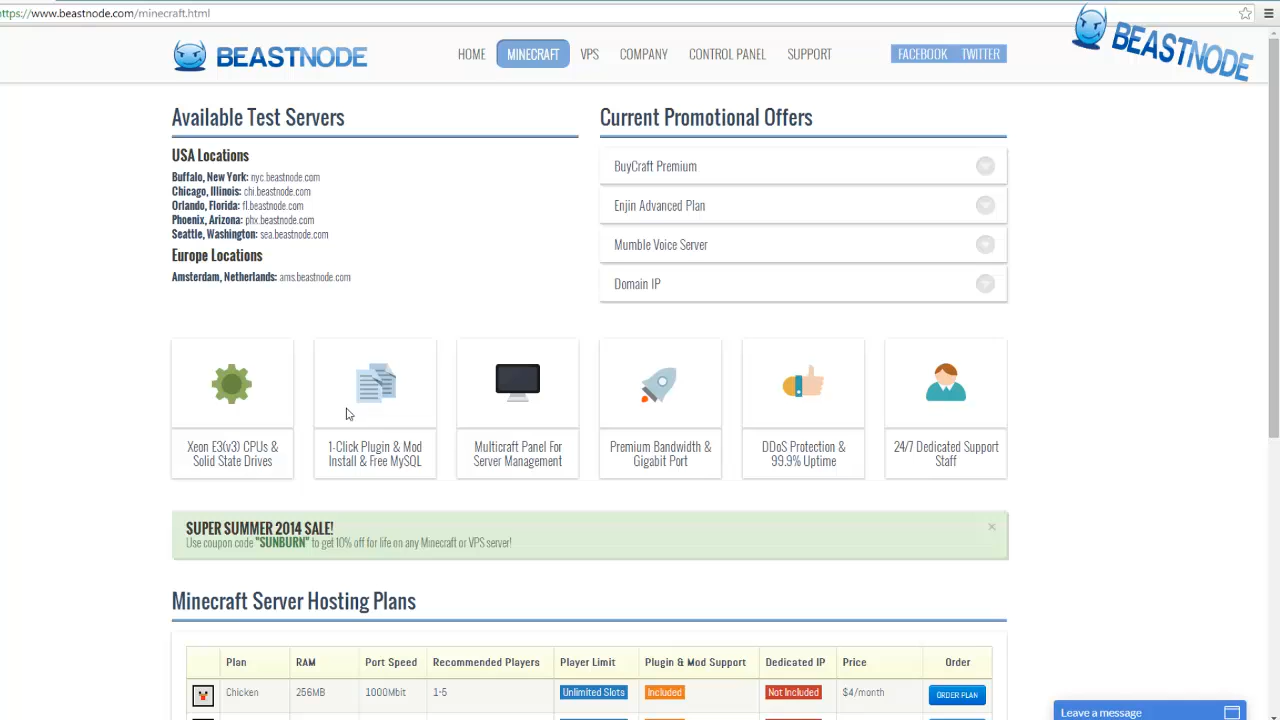 https://www.beastnode.com/minecraft.html
BEASTNODE
HOME
MINECRAFT
VPS
COMPANY
CONTROL PANEL
SUPPORT
FACEBOOK
TWITTER
BEASTNODE
Available Test Servers
USA Locations
Buffalo, New York: nyc.beastnode.com
Chicago, Illinois: chi.beastnode.com
Orlando, Florida: fl.beastnode.com
Phoenix, Arizona: phx.beastnode.com
Seattle, Washington: sea.beastnode.com
Europe Locations
Amsterdam, Netherlands: ams.beastnode.com
Current Promotional Offers
BuyCraft Premium
Enjin Advanced Plan
Mumble Voice Server
Domain IP
Xeon E3(v3) CPUs &
Solid State Drives
1-Click Plugin & Mod
Install & Free MySQL
Multicraft Panel For
Server Management
Premium Bandwidth &
Gigabit Port
DDoS Protection &
99.9% Uptime
24/7 Dedicated Support
Staff
SUPER SUMMER 2014 SALE!
×
Use coupon code "SUNBURN" to get 10% off for life on any Minecraft or VPS server!
Minecraft Server Hosting Plans
Plan RAM Port Speed Recommended Players Player Limit Plugin & Mod Support Dedicated IP Price Order
Chicken 256MB 1000Mbit 1-5 Unlimited Slots Included Not Included $4/month ORDER PLAN
Leave a message